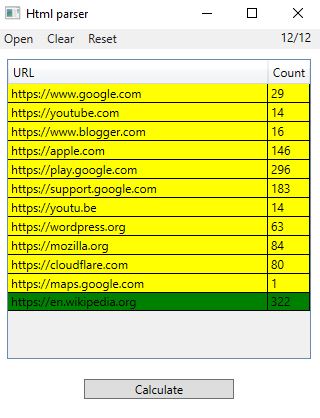 Html parser
Open Clear Reset 12/12
URL Count
https://www.google.com 29
https://youtube.com 14
https://www.blogger.com 16
https://apple.com 146
https://play.google.com 296
https://support.google.com 183
https://youtu.be 14
https://wordpress.org 63
https://mozilla.org 84
https://cloudflare.com 80
https://maps.google.com 1
https://en.wikipedia.org 322
Calculate